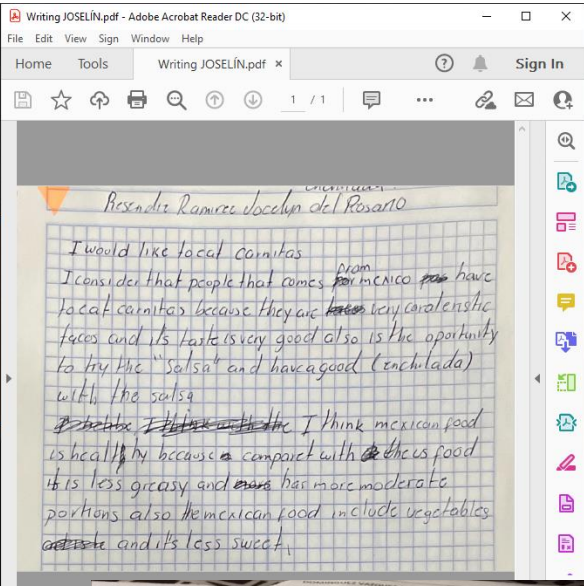 Writing JOSELÍN.pdf - Adobe Acrobat Reader DC (32-bit)
File Edit View Sign Window Help
Home Tools Writing JOSELÍN.pdf × Sign In
1 / 1
Resendiz Ramirez Jocelyn del Rosario
I would like to eat carnitas
I consider that people that comes from mexico have
to eat carnitas because they are very carateristic
tacos and it's taste is very good also is the oportunity
to try the "salsa" and have a good (enchilada)
with the salsa
I think mexican food
is healthy because comparet with the us food
it is less greasy and has more moderate
portions also the mexican food include vegetables
and it's less sweet.